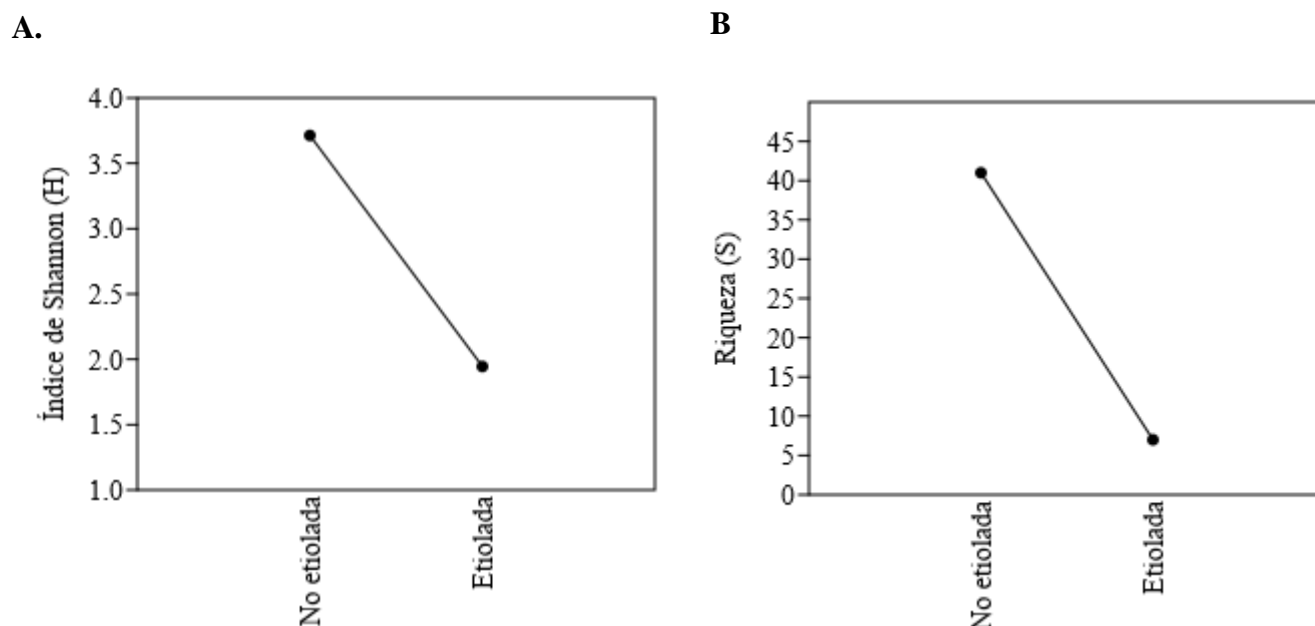 A.
Índice de Shannon (H)
4.0
3.5
3.0
2.5
2.0
1.5
1.0
No etiolada
Etiolada
B
Riqueza (S)
45
40
35
30
25
20
15
10
5
0
No etiolada
Etiolada